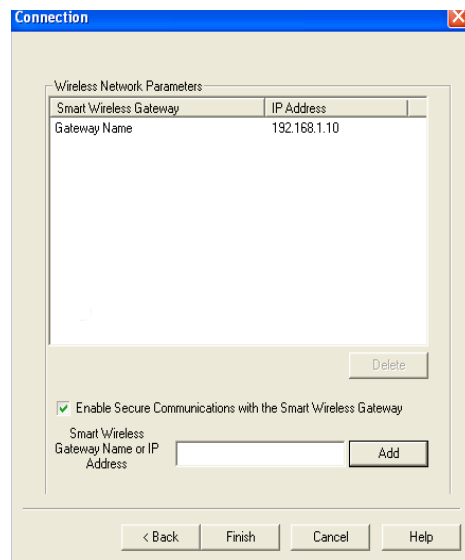 Connection
Wireless Network Parameters
Smart Wireless Gateway IP Address
Gateway Name 192.168.1.10
Delete
Enable Secure Communications with the Smart Wireless Gateway
Smart Wireless
Gateway Name or IP
Address
Add
< Back Finish Cancel Help